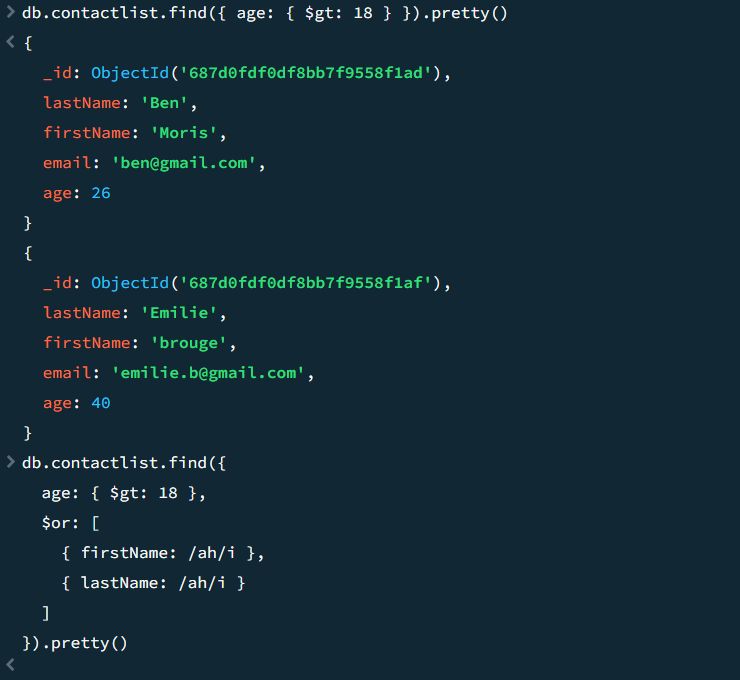 > db.contactlist.find({ age: { $gt: 18 } }).pretty()
< {
_id: ObjectId('687d0fdf0df8bb7f9558f1ad'),
lastName: 'Ben',
firstName: 'Moris',
email: 'ben@gmail.com',
age: 26
}
{
_id: ObjectId('687d0fdf0df8bb7f9558f1af'),
lastName: 'Emilie',
firstName: 'brouge',
email: 'emilie.b@gmail.com',
age: 40
}
> db.contactlist.find({
age: { $gt: 18 },
$or: [
{ firstName: /ah/i },
{ lastName: /ah/i }
]
}).pretty()
<